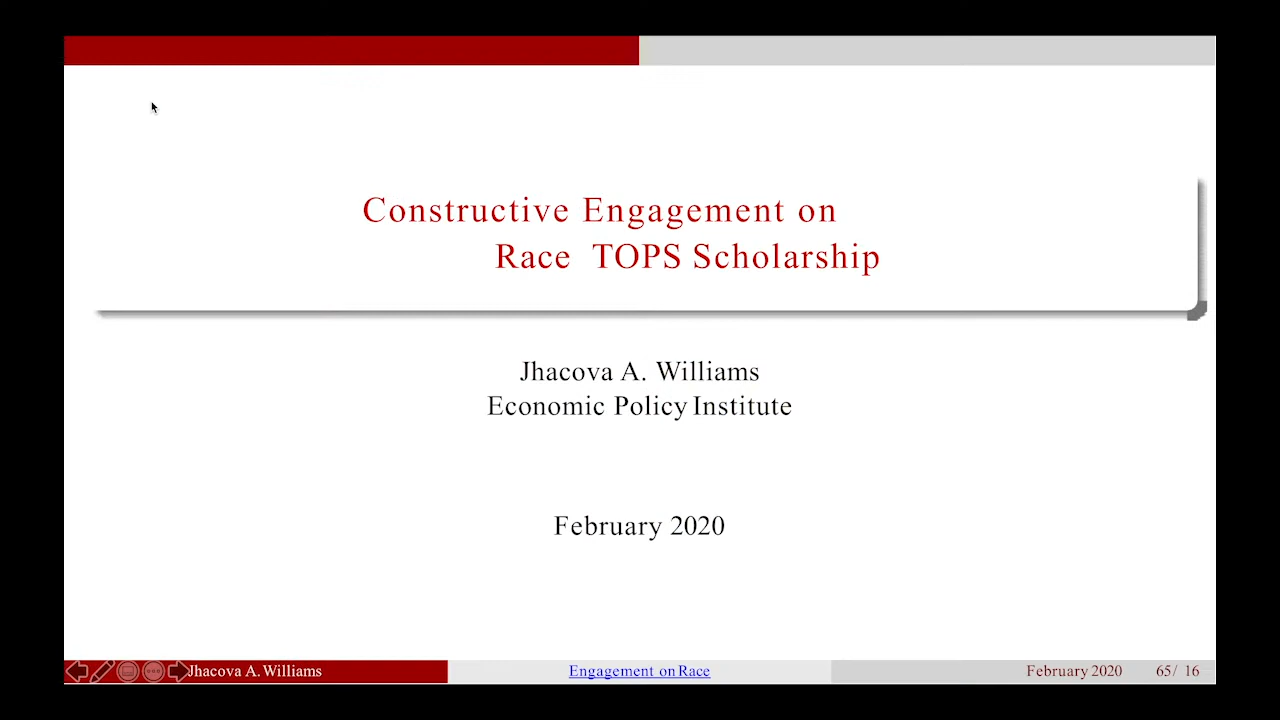 Constructive Engagement on
Race TOPS Scholarship
Jhacova A. Williams
Economic Policy Institute
February 2020
Jhacova A. Williams Engagement on Race February 2020 65/ 16